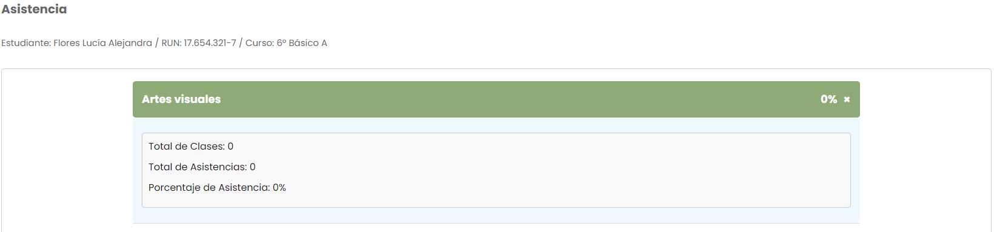 Asistencia
Estudiante: Flores Lucía Alejandra / RUN: 17.654.321-7 / Curso: 6º Básico A
Artes visuales 0% ✖
Total de Clases: 0
Total de Asistencias: 0
Porcentaje de Asistencia: 0%